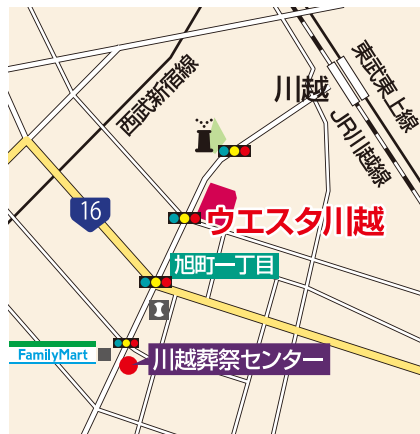 東武東上線
西武新宿線
川越
JR川越線
16
ウエスタ川越
旭町一丁目
FamilyMart
川越葬祭センター